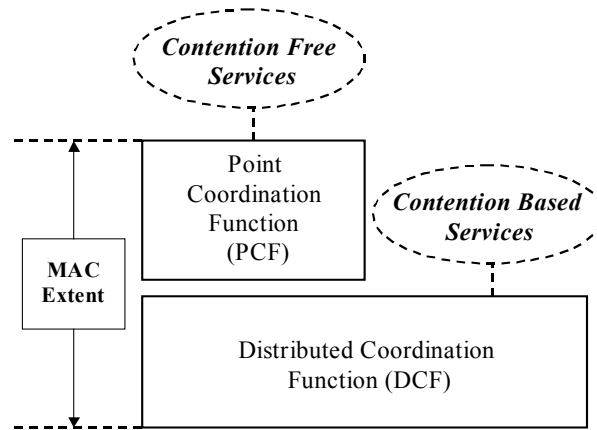 Contention Free
Services
Point
Coordination
Function
(PCF)
Contention Based
Services
MAC
Extent
Distributed Coordination
Function (DCF)